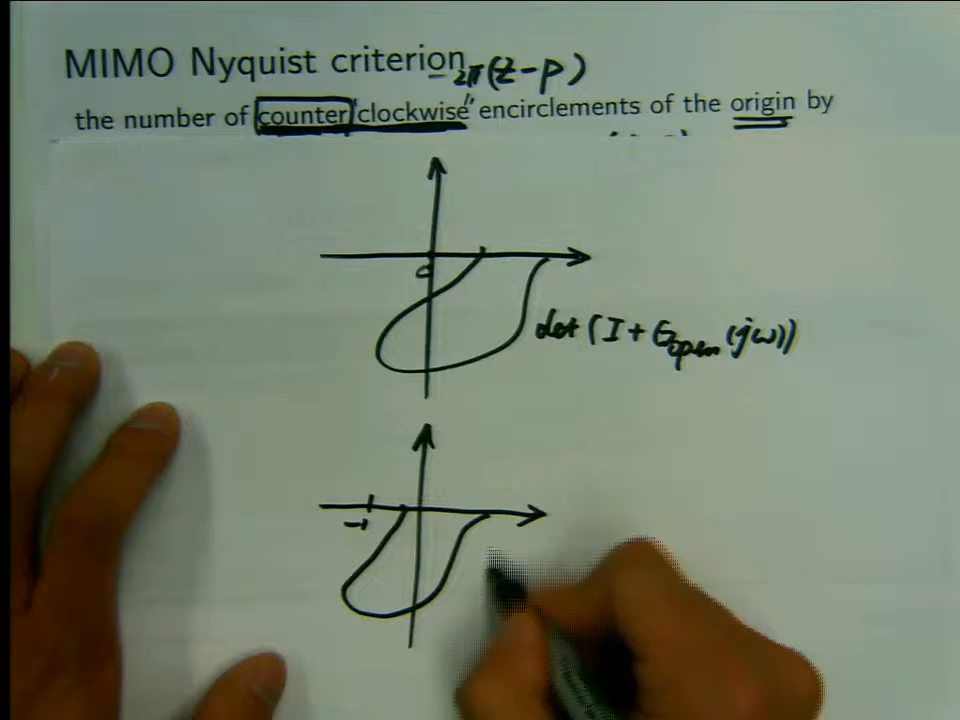 MIMO Nyquist criterion 2π(z-p)
the number of counter "clockwise" encirclements of the origin by
0
det (I + Gopen (jω))
-1